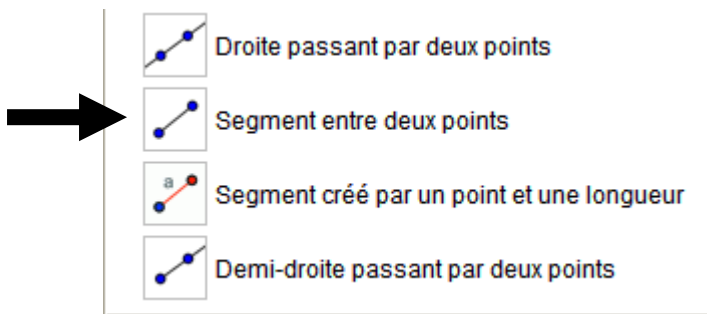 Droite passant par deux points
Segment entre deux points
a
Segment créé par un point et une longueur
Demi-droite passant par deux points